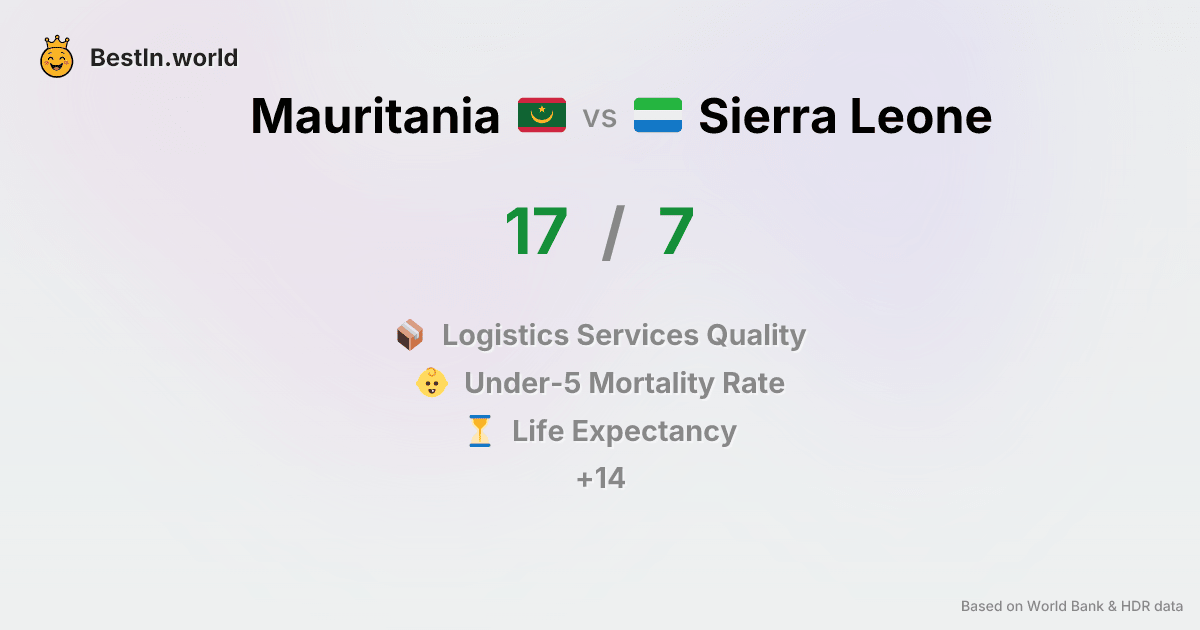 BestIn.world
Mauritania vs Sierra Leone
17 / 7
Logistics Services Quality
Under-5 Mortality Rate
Life Expectancy
+14
Based on World Bank & HDR data